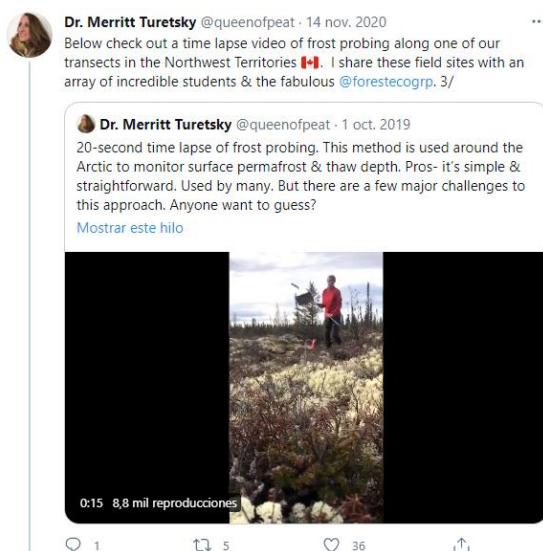 Dr. Merritt Turetsky @queenofpeat · 14 nov. 2020
Below check out a time lapse video of frost probing along one of our
transects in the Northwest Territories 🇨🇦. I share these field sites with an
array of incredible students & the fabulous @forestecogrp. 3/
Dr. Merritt Turetsky @queenofpeat · 1 oct. 2019
20-second time lapse of frost probing. This method is used around the
Arctic to monitor surface permafrost & thaw depth. Pros- it's simple &
straightforward. Used by many. But there are a few major challenges to
this approach. Anyone want to guess?
Mostrar este hilo
0:15 8,8 mil reproducciones
1 5 36